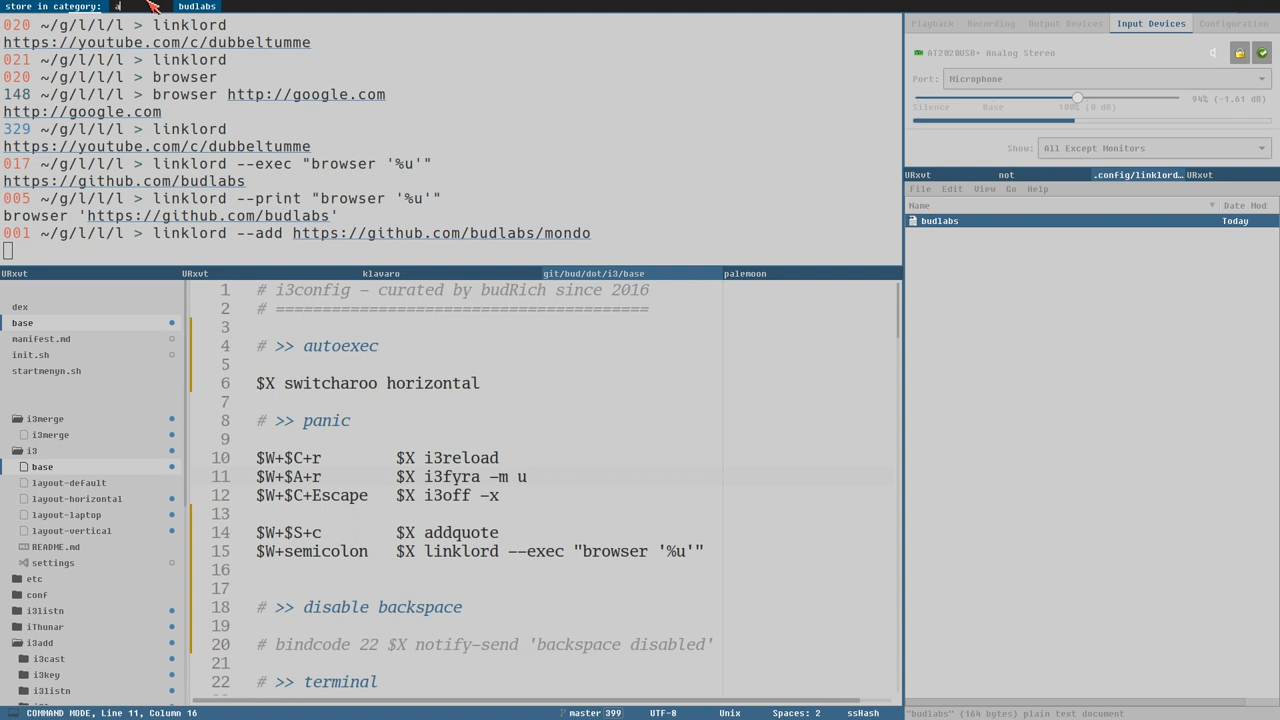 store in category: a budlabs
020 ~/g/l/l/l > linklord
https://youtube.com/c/dubbeltumme
021 ~/g/l/l/l > linklord
020 ~/g/l/l/l > browser
148 ~/g/l/l/l > browser http://google.com
http://google.com
329 ~/g/l/l/l > linklord
https://youtube.com/c/dubbeltumme
017 ~/g/l/l/l > linklord --exec "browser '%u'"
https://github.com/budlabs
005 ~/g/l/l/l > linklord --print "browser '%u'"
browser 'https://github.com/budlabs'
001 ~/g/l/l/l > linklord --add https://github.com/budlabs/mondo
URxvt URxvt klavaro git/bud/dot/i3/base palemoon
dex
base
manifest.md
init.sh
startmenyn.sh
i3merge
i3merge
i3
base
layout-default
layout-horizontal
layout-laptop
layout-vertical
README.md
settings
etc
conf
i3listn
iThunar
i3add
i3cast
i3key
i3listn
1 # i3config - curated by budRich since 2016
2 # ========================================
3
4 # >> autoexec
5
6 $X switcharoo horizontal
7
8 # >> panic
9
10 $W+$C+r $X i3reload
11 $W+$A+r $X i3fyra -m u
12 $W+$C+Escape $X i3off -x
13
14 $W+$S+c $X addquote
15 $W+semicolon $X linklord --exec "browser '%u'"
16
17
18 # >> disable backspace
19
20 # bindcode 22 $X notify-send 'backspace disabled'
21
22 # >> terminal
COMMAND MODE, Line 11, Column 16 master 399 UTF-8 Unix Spaces: 2 ssHash
Playback Recording Output Devices Input Devices Configuration
AT2020USB+ Analog Stereo
Port: Microphone
94% (-1.61 dB)
Silence Base 100% (0 dB)
Show: All Except Monitors
URxvt not .config/linklord… URxvt
File Edit View Go Help
Name Date Mod
budlabs Today
"budlabs" (164 bytes) plain text document